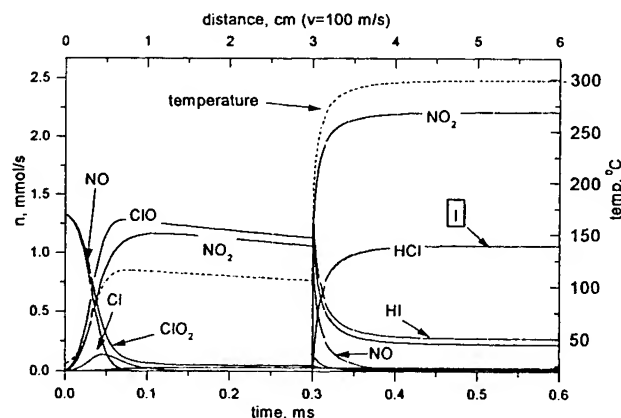 distance, cm (v=100 m/s)
0 1 2 3 4 5 6
2.5
2.0
1.5
1.0
0.5
0.0
n, mmol/s
300
250
200
150
100
50
temp, °C
temperature
NO₂
NO
ClO
NO₂
I
HCl
Cl
ClO₂
HI
NO
0.0 0.1 0.2 0.3 0.4 0.5 0.6
time, ms